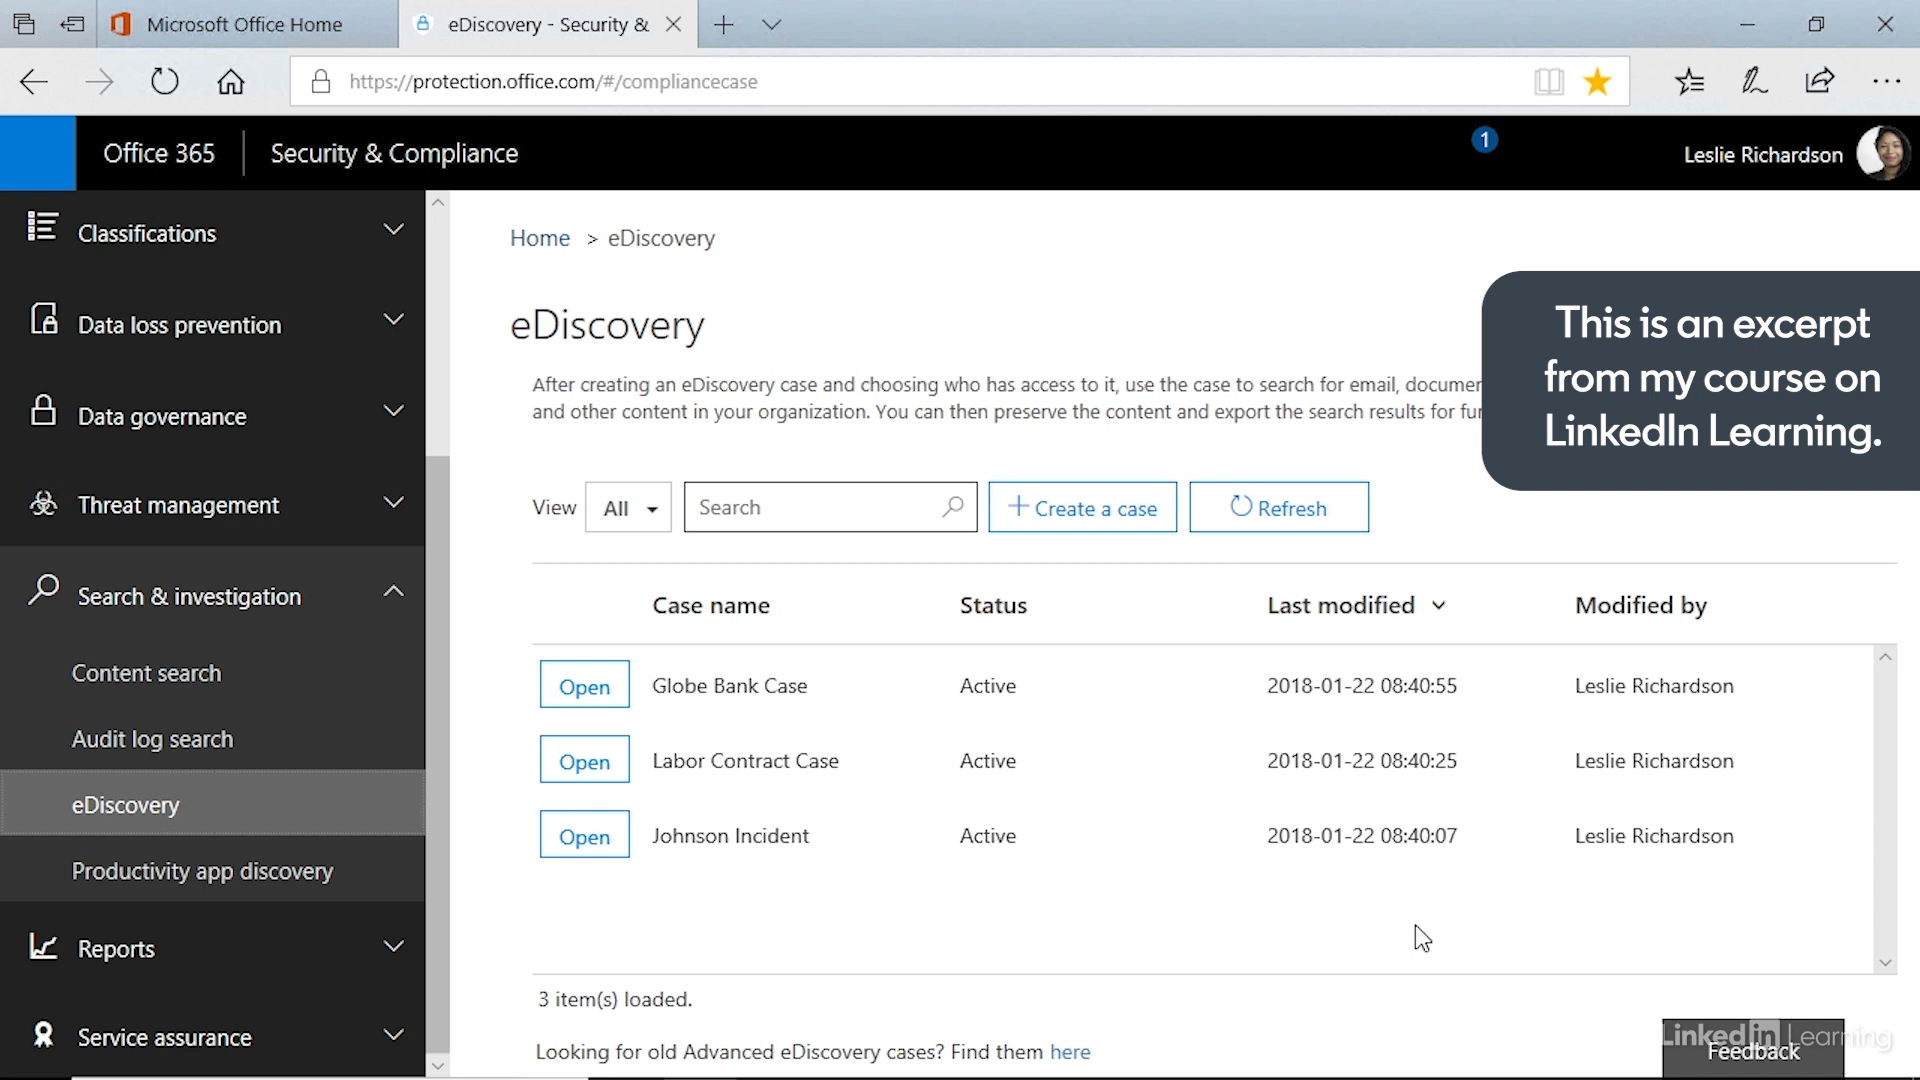 Microsoft Office Home
eDiscovery - Security &
https://protection.office.com/#/compliancecase
Office 365
Security & Compliance
1
Leslie Richardson
Classifications
Data loss prevention
Data governance
Threat management
Search & investigation
Content search
Audit log search
eDiscovery
Productivity app discovery
Reports
Service assurance
Home > eDiscovery
eDiscovery
After creating an eDiscovery case and choosing who has access to it, use the case to search for email,
and other content in your organization. You can then preserve the content and export the search results for
This is an excerpt
from my course on
LinkedIn Learning.
View All Search + Create a case Refresh
Case name Status Last modified Modified by
Open Globe Bank Case Active 2018-01-22 08:40:55 Leslie Richardson
Open Labor Contract Case Active 2018-01-22 08:40:25 Leslie Richardson
Open Johnson Incident Active 2018-01-22 08:40:07 Leslie Richardson
3 item(s) loaded.
Looking for old Advanced eDiscovery cases? Find them here
LinkedIn Learning
Feedback